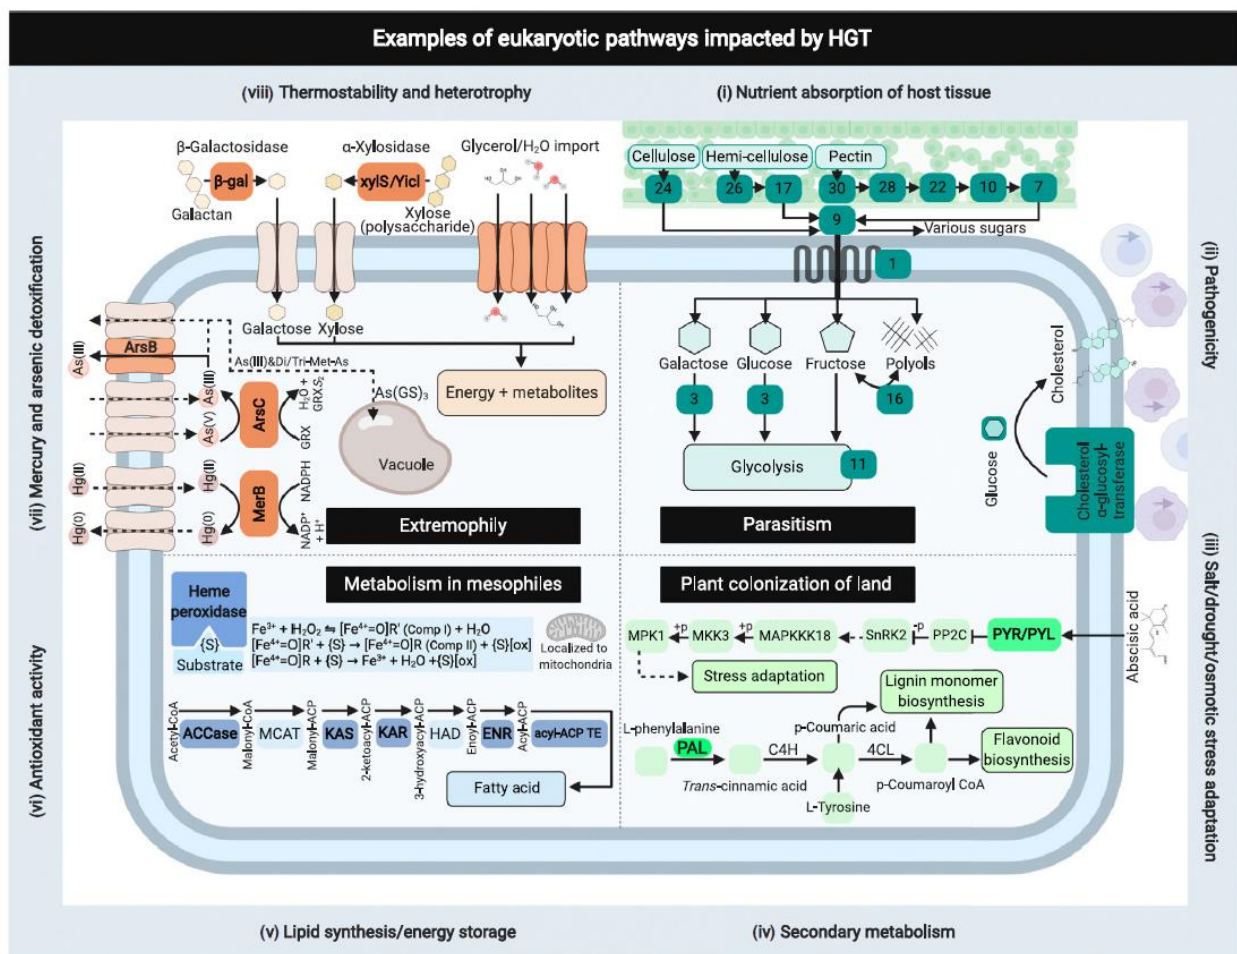 Examples of eukaryotic pathways impacted by HGT
(viii) Thermostability and heterotrophy
(i) Nutrient absorption of host tissue
(vii) Mercury and arsenic detoxification
(vi) Antioxidant activity
(ii) Pathogenicity
(iii) Salt/drought/osmotic stress adaptation
(v) Lipid synthesis/energy storage
(iv) Secondary metabolism
β-Galactosidase
β-gal
Galactan
α-Xylosidase
xylS/Yicl
Xylose
(polysaccharide)
Glycerol/H₂O import
Galactose
Xylose
Energy + metabolites
ArsB
As(III)
As(III)
As(V)
ArsC
H₂O +
GRXS₂
GRX
As(III)&Di/Tri-Met-As
As(GS)₃
Vacuole
Hg(II)
Hg(II)
Hg(0)
Hg(0)
MerB
NADPH
NADP⁺
+ H⁺
Extremophily
Cellulose
Hemi-cellulose
Pectin
24
26
17
30
28
22
10
7
9
Various sugars
1
Galactose
Glucose
Fructose
Polyols
3
3
16
Glycolysis
11
Parasitism
Cholesterol
Glucose
Cholesterol
α-glucosyl-
transferase
Metabolism in mesophiles
Heme
peroxidase
{S}
Substrate
Fe³⁺ + H₂O₂ ⇋ [Fe⁴⁺=O]R' (Comp I) + H₂O
[Fe⁴⁺=O]R' + {S} → [Fe⁴⁺=O]R (Comp II) + {S}[ox]
[Fe⁴⁺=O]R + {S} → Fe³⁺ + H₂O +{S}[ox]
Localized to
mitochondria
Acetyl-CoA
ACCase
Malonyl-CoA
MCAT
Malonyl-ACP
KAS
2-ketoacyl-ACP
KAR
3-hydroxyacyl-ACP
HAD
Enoyl-ACP
ENR
Acyl-ACP
acyl-ACP TE
Fatty acid
Plant colonization of land
MPK1
+p
MKK3
+p
MAPKKK18
SnRK2
-p
PP2C
PYR/PYL
Abscisic acid
Stress adaptation
Lignin monomer
biosynthesis
L-phenylalanine
p-Coumaric acid
PAL
C4H
4CL
Flavonoid
biosynthesis
Trans-cinnamic acid
p-Coumaroyl CoA
L-Tyrosine